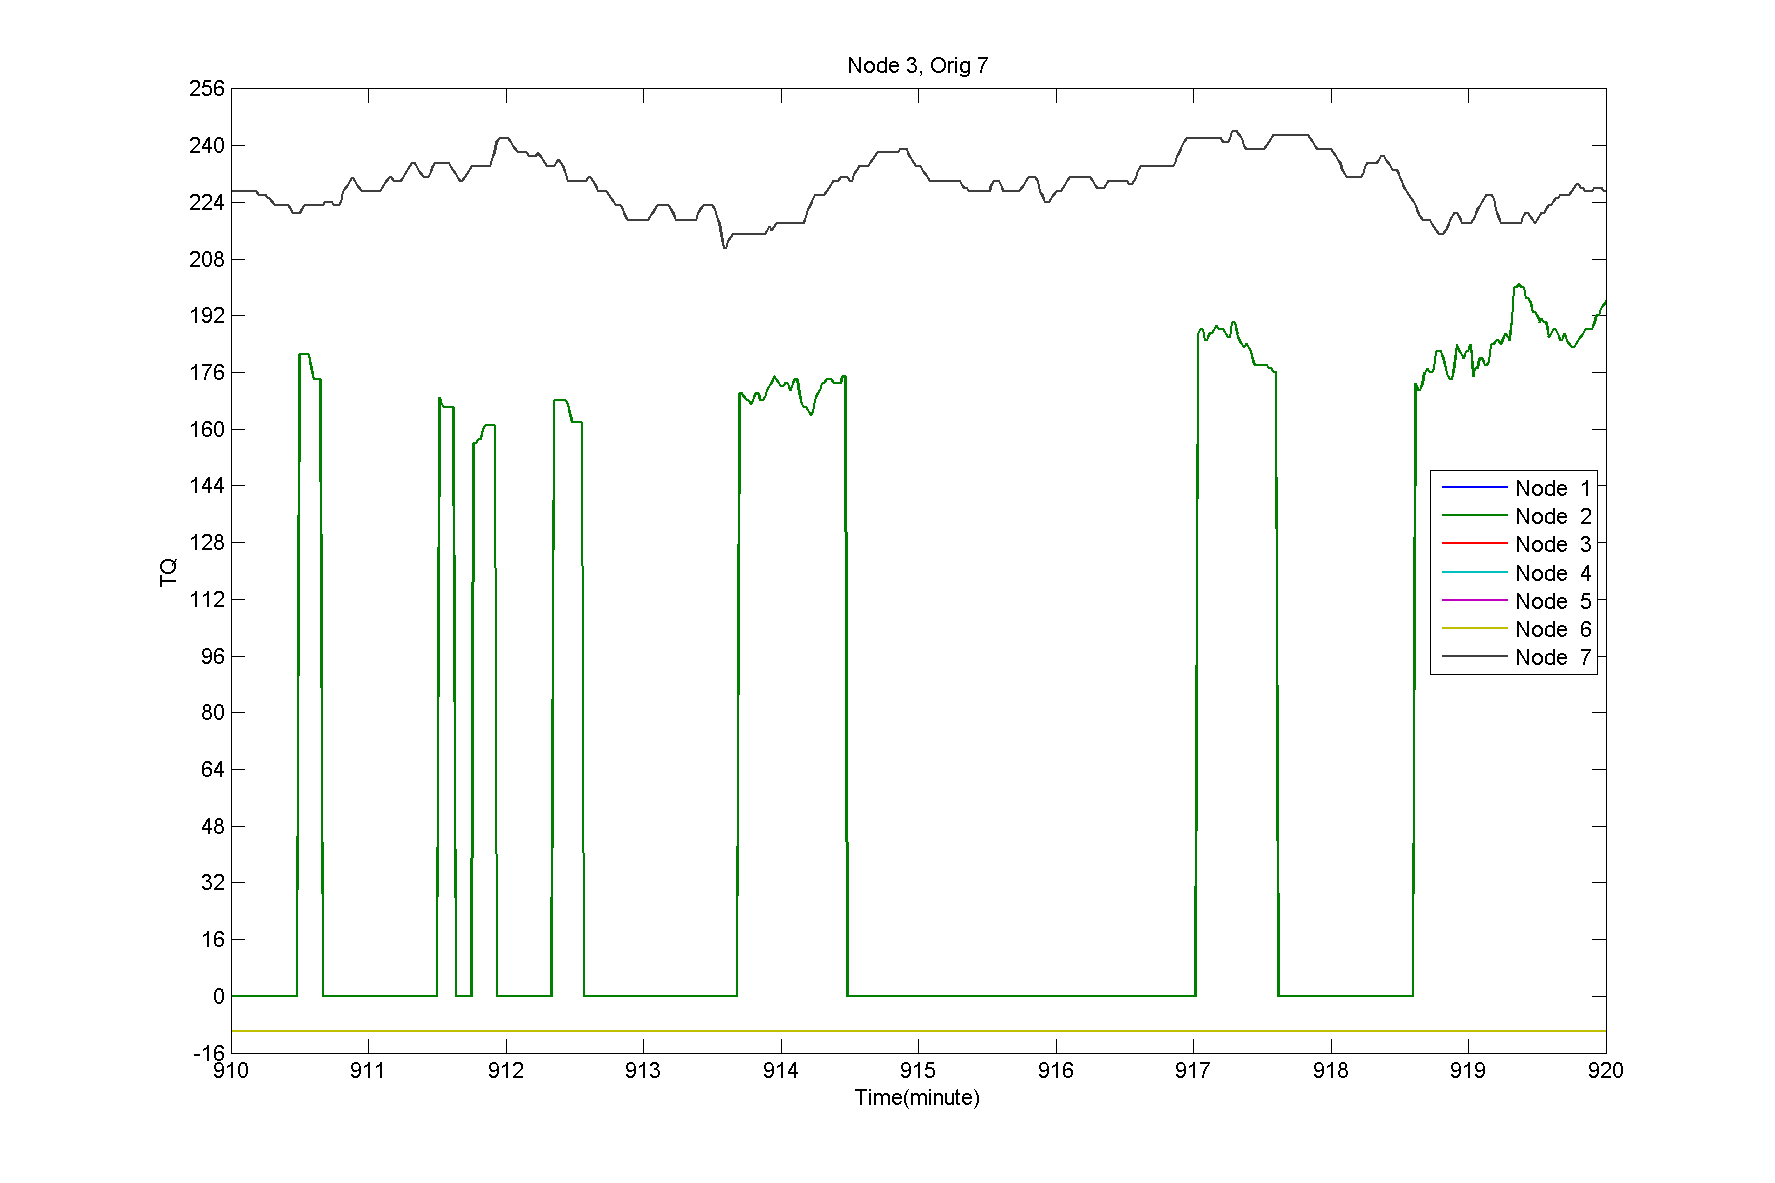 Node 3, Orig 7
256
240
224
208
192
176
160
144
128
112
96
80
64
48
32
16
0
-16
TQ
Node 1
Node 2
Node 3
Node 4
Node 5
Node 6
Node 7
910 911 912 913 914 915 916 917 918 919 920
Time(minute)